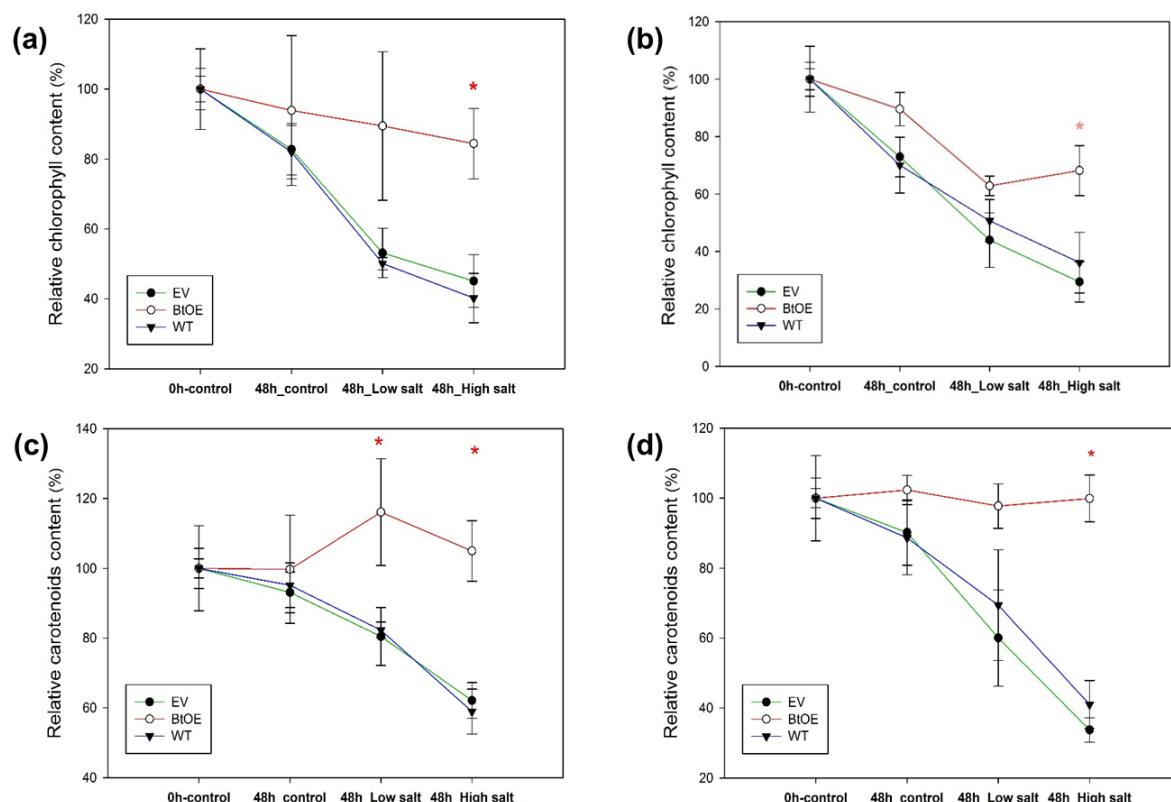 (a)
Relative chlorophyll content (%)
120
100
80
60
40
20
EV
BtOE
WT
*
0h-control 48h_control 48h_Low salt 48h_High salt
(b)
Relative chlorophyll content (%)
120
100
80
60
40
20
0
EV
BtOE
WT
*
0h-control 48h_control 48h_Low salt 48h_High salt
(c)
Relative carotenoids content (%)
140
120
100
80
60
40
EV
BtOE
WT
* *
0h-control 48h_control 48h_Low salt 48h_High salt
(d)
Relative carotenoids content (%)
120
100
80
60
40
20
EV
BtOE
WT
*
0h-control 48h_control 48h_Low salt 48h_High salt